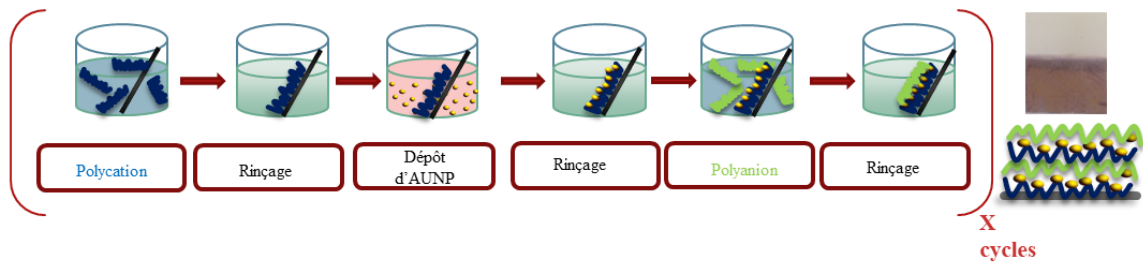 Polycation
Rinçage
Dépôt
d'AUNP
Rinçage
Polyanion
Rinçage
X
cycles